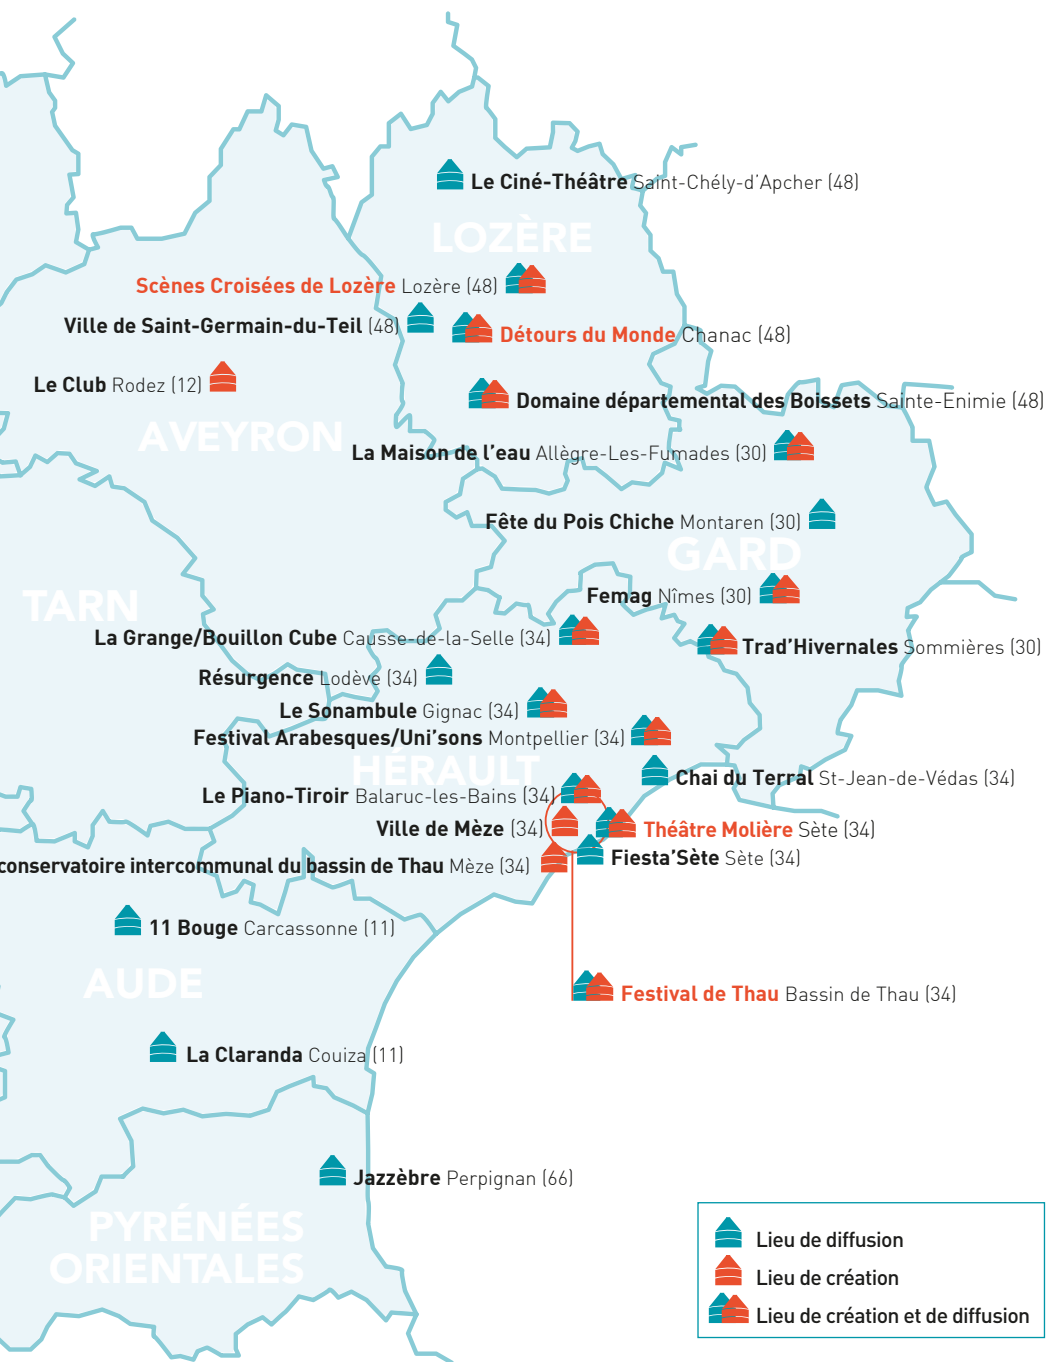 Le Ciné-Théâtre Saint-Chély-d'Apcher (48)
LOZÈRE
Scènes Croisées de Lozère Lozère (48)
Ville de Saint-Germain-du-Teil (48)
Détours du Monde Chanac (48)
Le Club Rodez (12)
Domaine départemental des Boissets Sainte-Enimie (48)
AVEYRON
La Maison de l'eau Allègre-Les-Fumades (30)
Fête du Pois Chiche Montaren (30)
GARD
Femag Nîmes (30)
TARN
La Grange/Bouillon Cube Causse-de-la-Selle (34)
Trad'Hivernales Sommières (30)
Résurgence Lodève (34)
Le Sonambule Gignac (34)
Festival Arabesques/Uni'sons Montpellier (34)
HÉRAULT
Chai du Terral St-Jean-de-Védas (34)
Le Piano-Tiroir Balaruc-les-Bains (34)
Ville de Mèze (34)
Théâtre Molière Sète (34)
Fiesta'Sète Sète (34)
conservatoire intercommunal du bassin de Thau Mèze (34)
11 Bouge Carcassonne (11)
AUDE
Festival de Thau Bassin de Thau (34)
La Claranda Couiza (11)
Jazzèbre Perpignan (66)
PYRÉNÉES
ORIENTALES
Lieu de diffusion
Lieu de création
Lieu de création et de diffusion